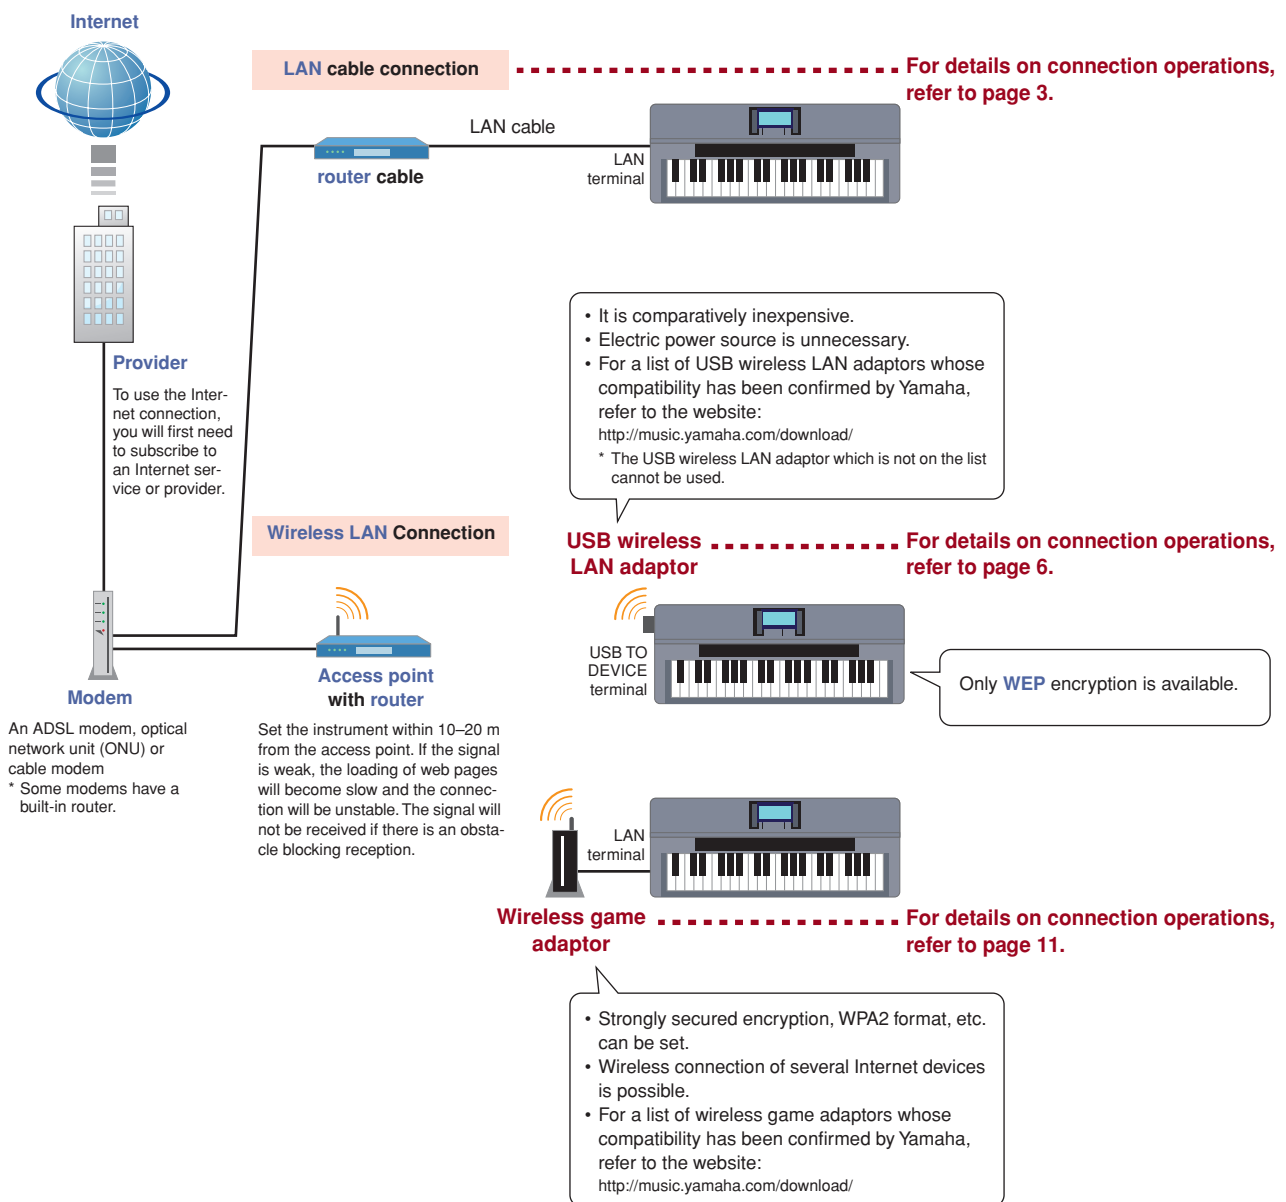 Internet
LAN cable connection
For details on connection operations,
refer to page 3.
LAN cable
LAN
terminal
router cable
Provider
To use the Inter-
net connection,
you will first need
to subscribe to
an Internet ser-
vice or provider.
• It is comparatively inexpensive.
• Electric power source is unnecessary.
• For a list of USB wireless LAN adaptors whose
compatibility has been confirmed by Yamaha,
refer to the website:
http://music.yamaha.com/download/
* The USB wireless LAN adaptor which is not on the list
cannot be used.
Wireless LAN Connection
USB wireless
LAN adaptor
For details on connection operations,
refer to page 6.
USB TO
DEVICE
terminal
Only WEP encryption is available.
Modem
An ADSL modem, optical
network unit (ONU) or
cable modem
* Some modems have a
built-in router.
Access point
with router
Set the instrument within 10–20 m
from the access point. If the signal
is weak, the loading of web pages
will become slow and the connec-
tion will be unstable. The signal will
not be received if there is an obsta-
cle blocking reception.
LAN
terminal
Wireless game
adaptor
For details on connection operations,
refer to page 11.
• Strongly secured encryption, WPA2 format, etc.
can be set.
• Wireless connection of several Internet devices
is possible.
• For a list of wireless game adaptors whose
compatibility has been confirmed by Yamaha,
refer to the website:
http://music.yamaha.com/download/